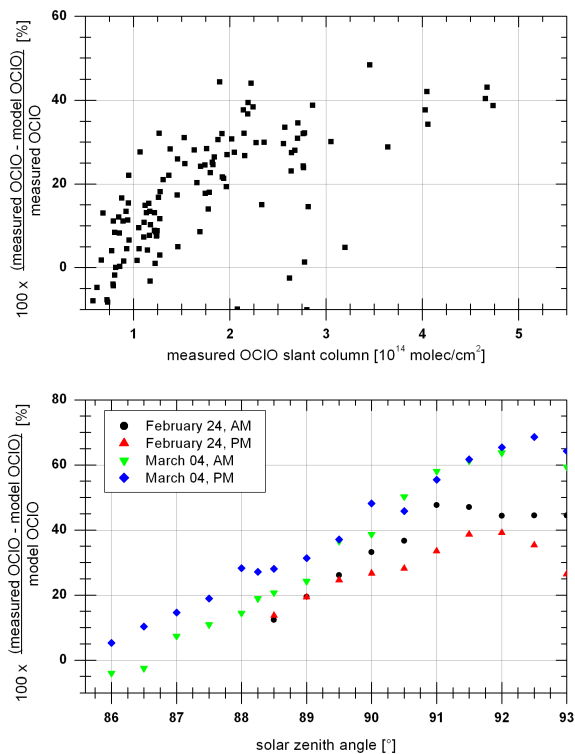 60
40
20
0
1
2
3
4
5
100 x (measured OClO - model OClO) [%]
measured OClO
measured OClO slant column [10^14 molec/cm^2]
80
60
40
20
0
February 24, AM
February 24, PM
March 04, AM
March 04, PM
86
87
88
89
90
91
92
93
100 x (measured OClO - model OClO) [%]
model OClO
solar zenith angle [°]